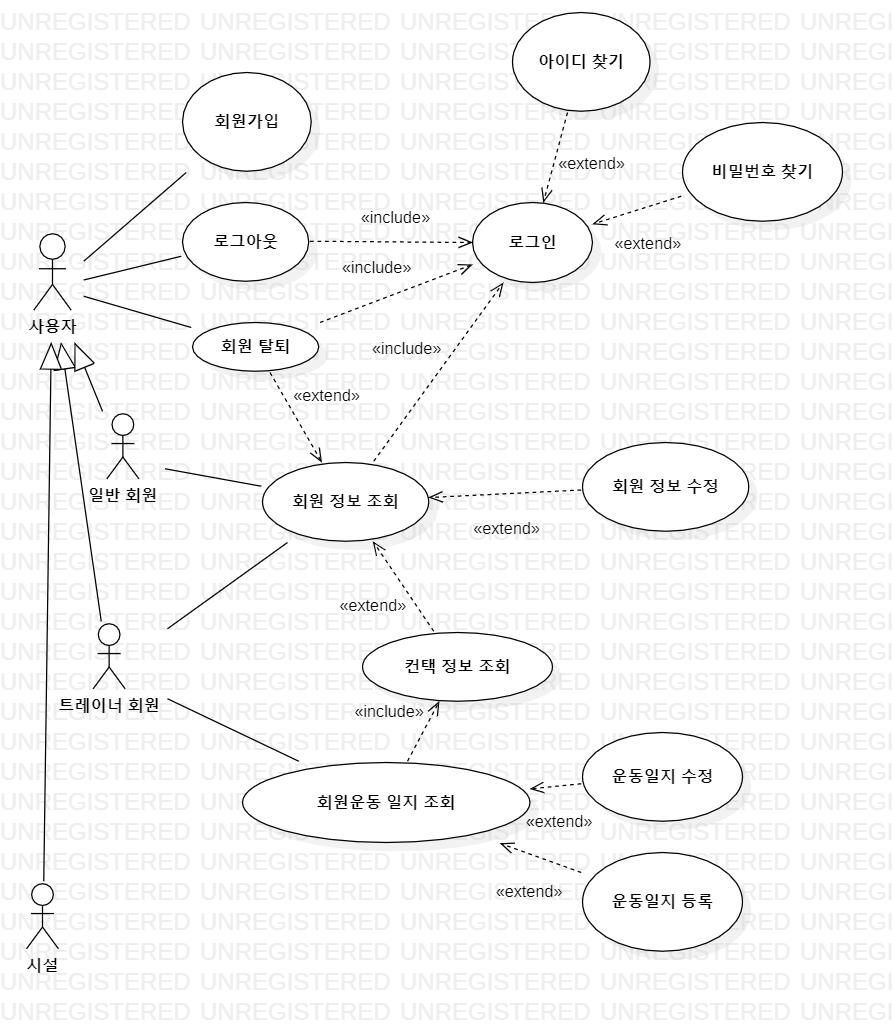 아이디 찾기
회원가입
«extend»
비밀번호 찾기
«include»
로그아웃
로그인
«extend»
«include»
사용자
회원 탈퇴
«include»
«extend»
일반 회원
회원 정보 조회
회원 정보 수정
«extend»
«extend»
컨택 정보 조회
트레이너 회원
«include»
운동일지 수정
회원운동 일지 조회
«extend»
«extend»
운동일지 등록
시설
UNREGISTERED